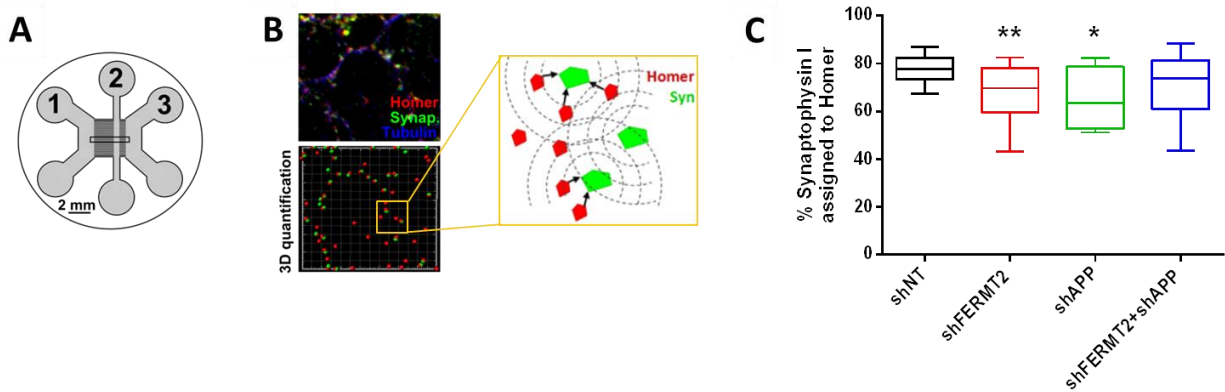 A
1
2
3
2 mm
B
Homer
Synap.
Tubulin
3D quantification
Homer
Syn
C
% Synaptophysin I
assigned to Homer
100
80
60
40
20
0
**
*
shNT
shFERMT2
shAPP
shFERMT2+shAPP